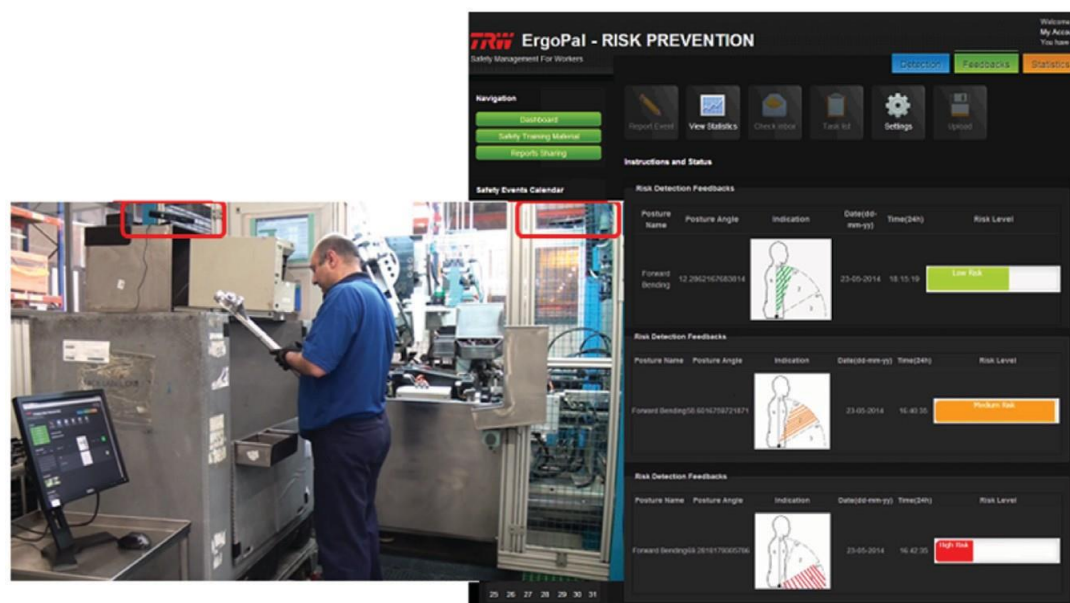 TRW ErgoPal - RISK PREVENTION
Safety Management For Workers
Welcome
My Acco
You have
Detection Feedbacks Statistics
Navigation
Dashboard
Safety Training Material
Reports Sharing
Safety Events Calendar
Report Event View Statistics Check Inbox Task list Settings Upload
Instructions and Status
Risk Detection Feedbacks
Posture Name Posture Angle Indication Date(dd-mm-yy) Time(24h) Risk Level
Forward Bending 23-05-2014 18:15:19 Low Risk
Risk Detection Feedbacks
Posture Name Posture Angle Indication Date(dd-mm-yy) Time(24h) Risk Level
Forward Bending 23-05-2014 16:40:35 Medium Risk
Risk Detection Feedbacks
Posture Name Posture Angle Indication Date(dd-mm-yy) Time(24h) Risk Level
Forward Bending 23-05-2014 16:42:35 High Risk
25 26 27 28 29 30 31